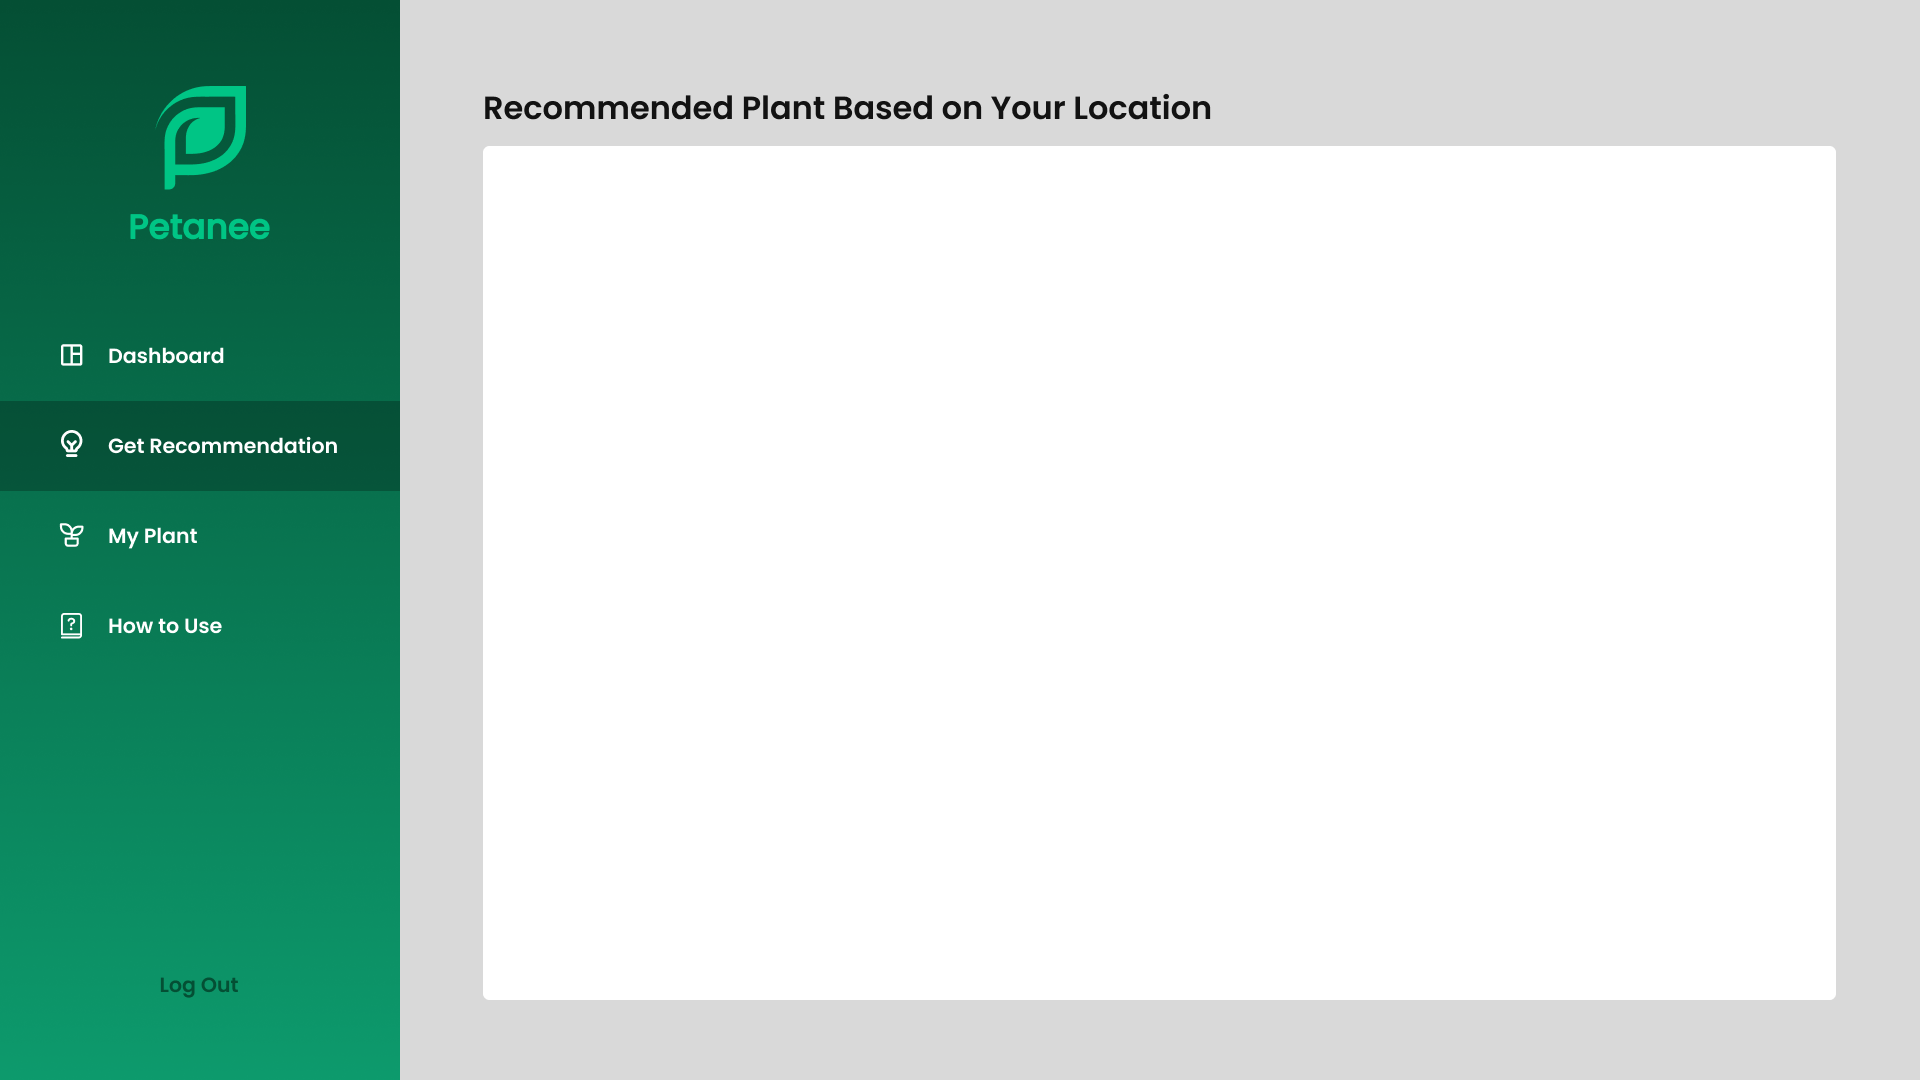 Petanee
Dashboard
Get Recommendation
My Plant
How to Use
Log Out
Recommended Plant Based on Your Location